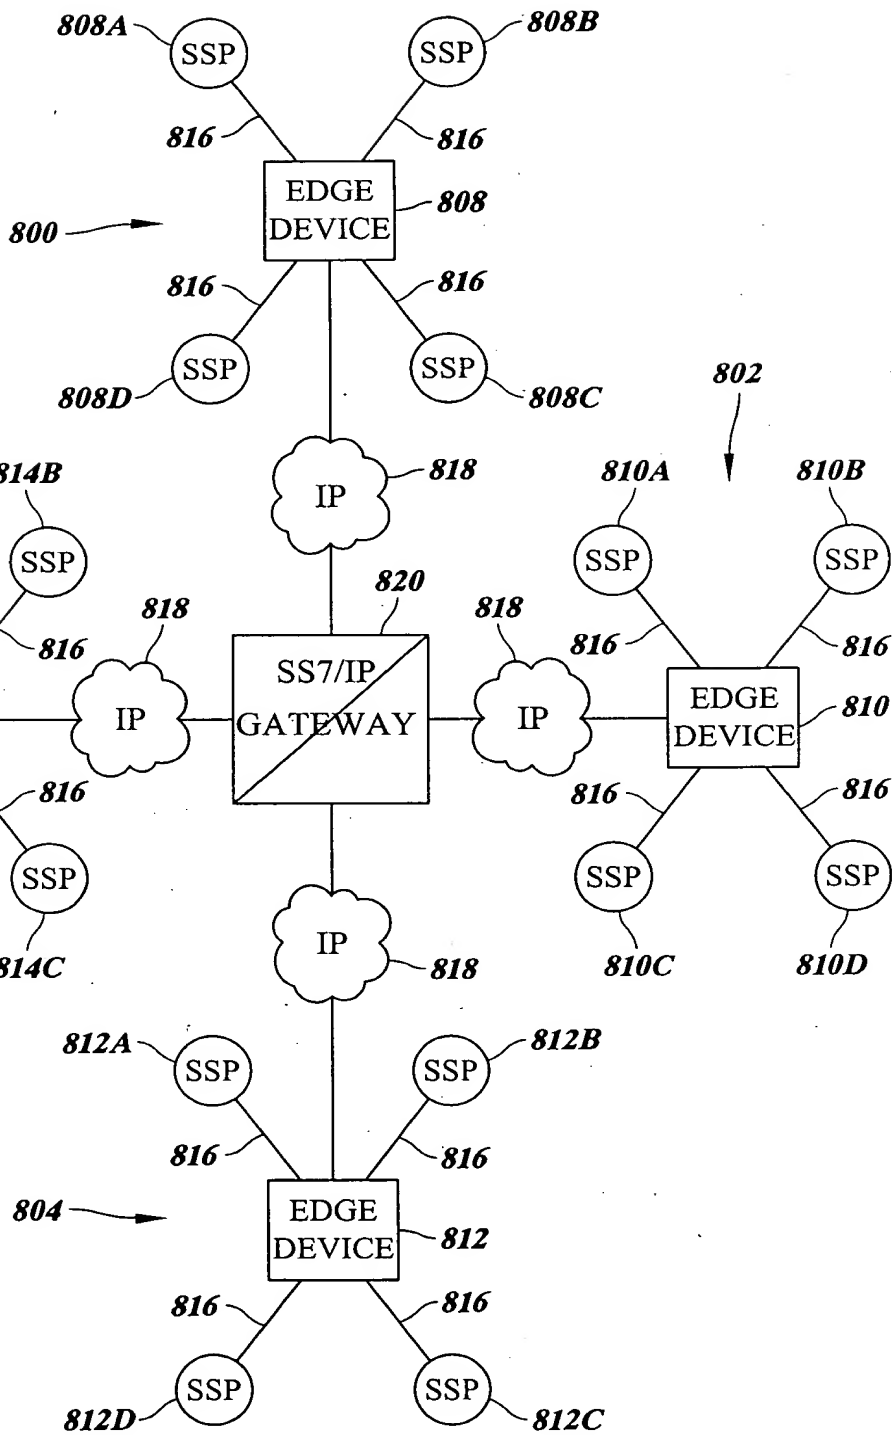 808A
SSP
SSP
808B
816
816
EDGE
DEVICE
808
800
816
816
SSP
SSP
808D
808C
802
818
IP
814B
SSP
816
818
IP
820
SS7/IP
GATEWAY
818
IP
810A
810B
SSP
SSP
816
816
EDGE
DEVICE
810
816
816
816
SSP
SSP
SSP
814C
810C
810D
IP
818
812A
SSP
SSP
812B
816
816
804
EDGE
DEVICE
812
816
816
SSP
SSP
812D
812C